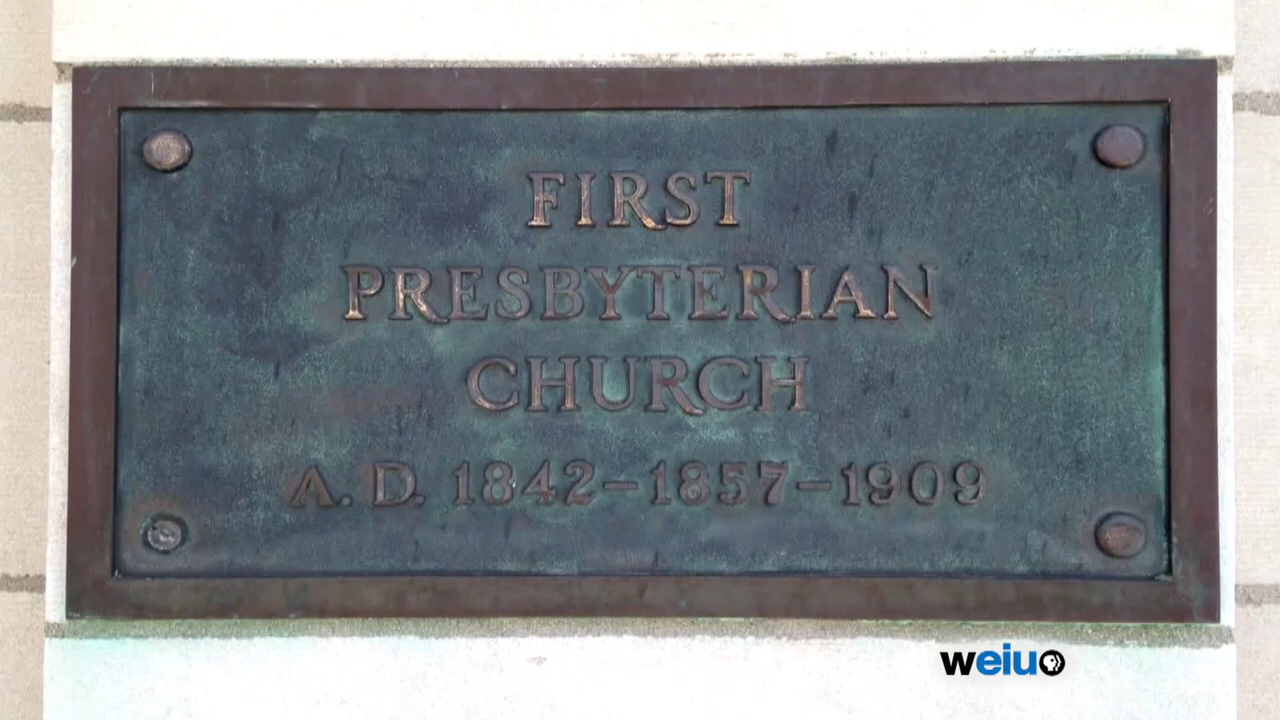 FIRST
PRESBYTERIAN
CHURCH
A. D. 1842-1857-1909
weiu